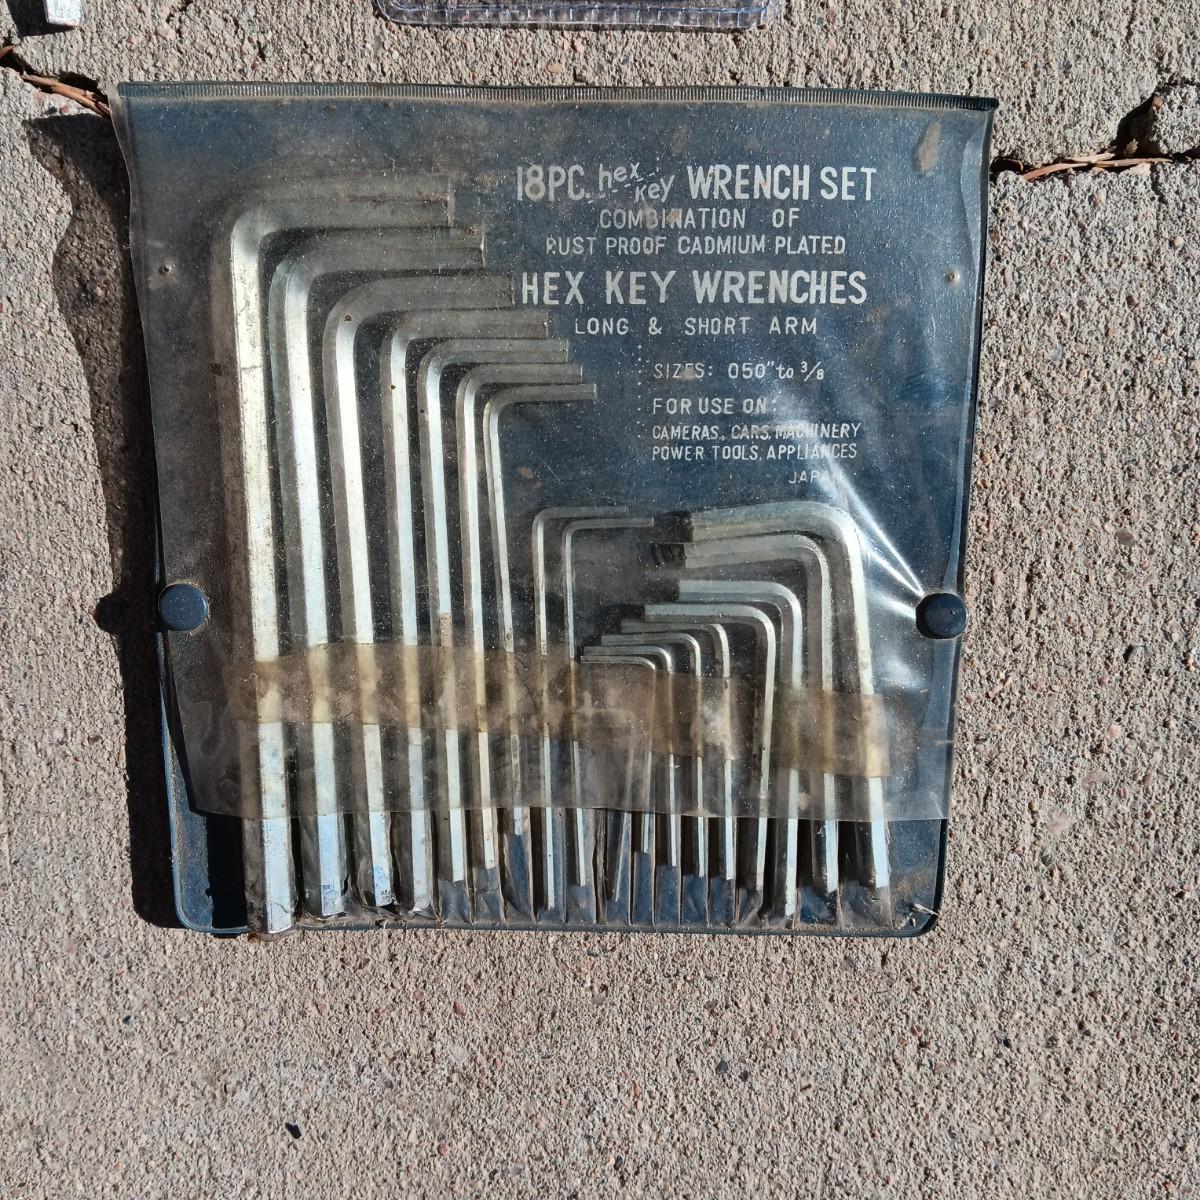 18PC. hex key WRENCH SET
COMBINATION OF
RUST PROOF CADMIUM PLATED
HEX KEY WRENCHES
LONG & SHORT ARM
SIZES: 050" to 3/8
FOR USE ON:
CAMERAS, CARS, MACHINERY
POWER TOOLS, APPLIANCES